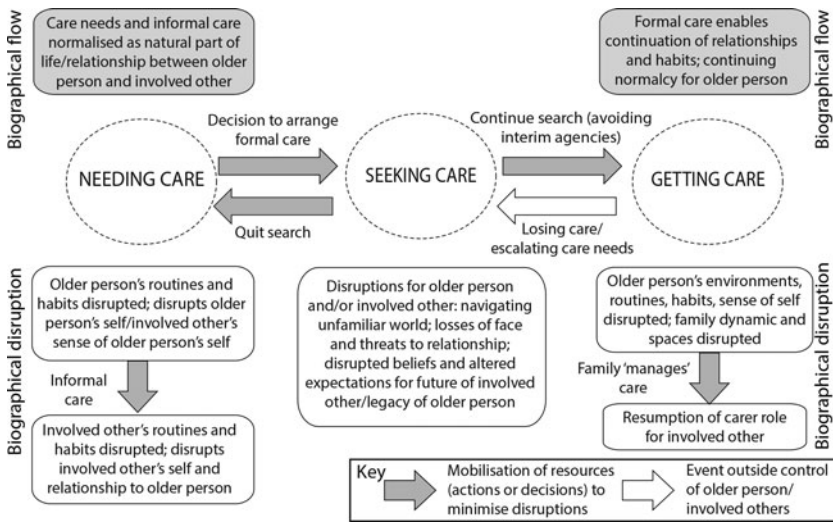 Biographical flow
Care needs and informal care
normalised as natural part of
life/relationship between older
person and involved other
Formal care enables
continuation of relationships
and habits; continuing
normalcy for older person
Biographical flow
Decision to arrange
formal care
Continue search (avoiding
interim agencies)
NEEDING CARE
SEEKING CARE
GETTING CARE
Quit search
Losing care/
escalating care needs
Biographical disruption
Older person's routines and
habits disrupted; disrupts older
person's self/involved other's
sense of older person's self
Informal
care
Involved other's routines and
habits disrupted; disrupts
involved other's self and
relationship to older person
Disruptions for older person
and/or involved other: navigating
unfamiliar world; losses of face
and threats to relationship;
disrupted beliefs and altered
expectations for future of involved
other/legacy of older person
Older person's environments,
routines, habits, sense of self
disrupted; family dynamic and
spaces disrupted
Family 'manages'
care
Resumption of carer role
for involved other
Biographical disruption
Key
Mobilisation of resources
(actions or decisions) to
minimise disruptions
Event outside control
of older person/
involved others